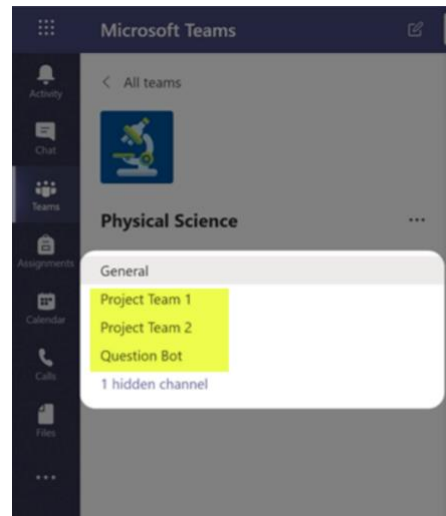 Microsoft Teams
Activity
Chat
Teams
Assignments
Calendar
Calls
Files
All teams
Physical Science
General
Project Team 1
Project Team 2
Question Bot
1 hidden channel